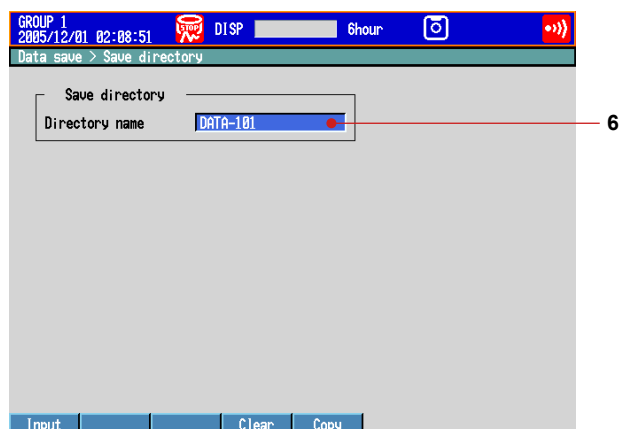 GROUP 1
2005/12/01 02:08:51
STOP
DISP
6hour
Data save > Save directory
Save directory
Directory name DATA-101
6
Input Clear Copy